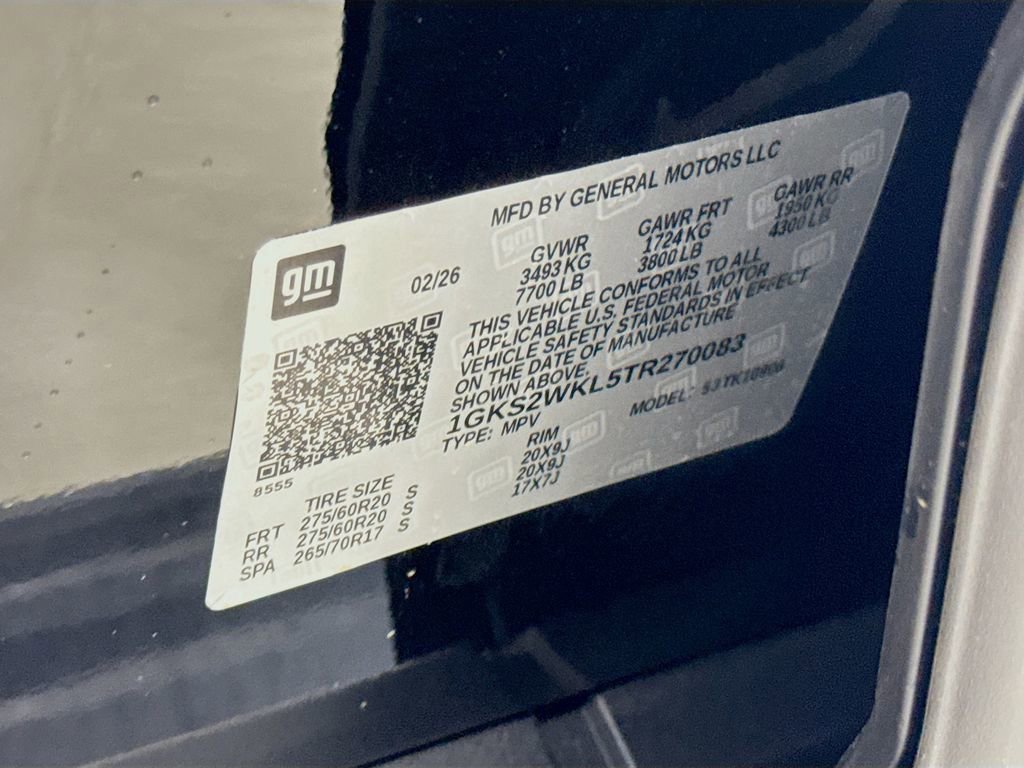 MFD BY GENERAL MOTORS LLC
gm
02/26
GVWR
3493 KG
7700 LB
GAWR FRT
1724 KG
3800 LB
GAWR RR
1950 KG
4300 LB
THIS VEHICLE CONFORMS TO ALL
APPLICABLE U.S. FEDERAL MOTOR
VEHICLE SAFETY STANDARDS IN EFFECT
ON THE DATE OF MANUFACTURE
SHOWN ABOVE.
1GKS2WKL5TR270083
TYPE: MPV
MODEL:
8555
TIRE SIZE
RIM
FRT 275/60R20 S 20X9J
RR 275/60R20 S 20X9J
SPA 265/70R17 S 17X7J